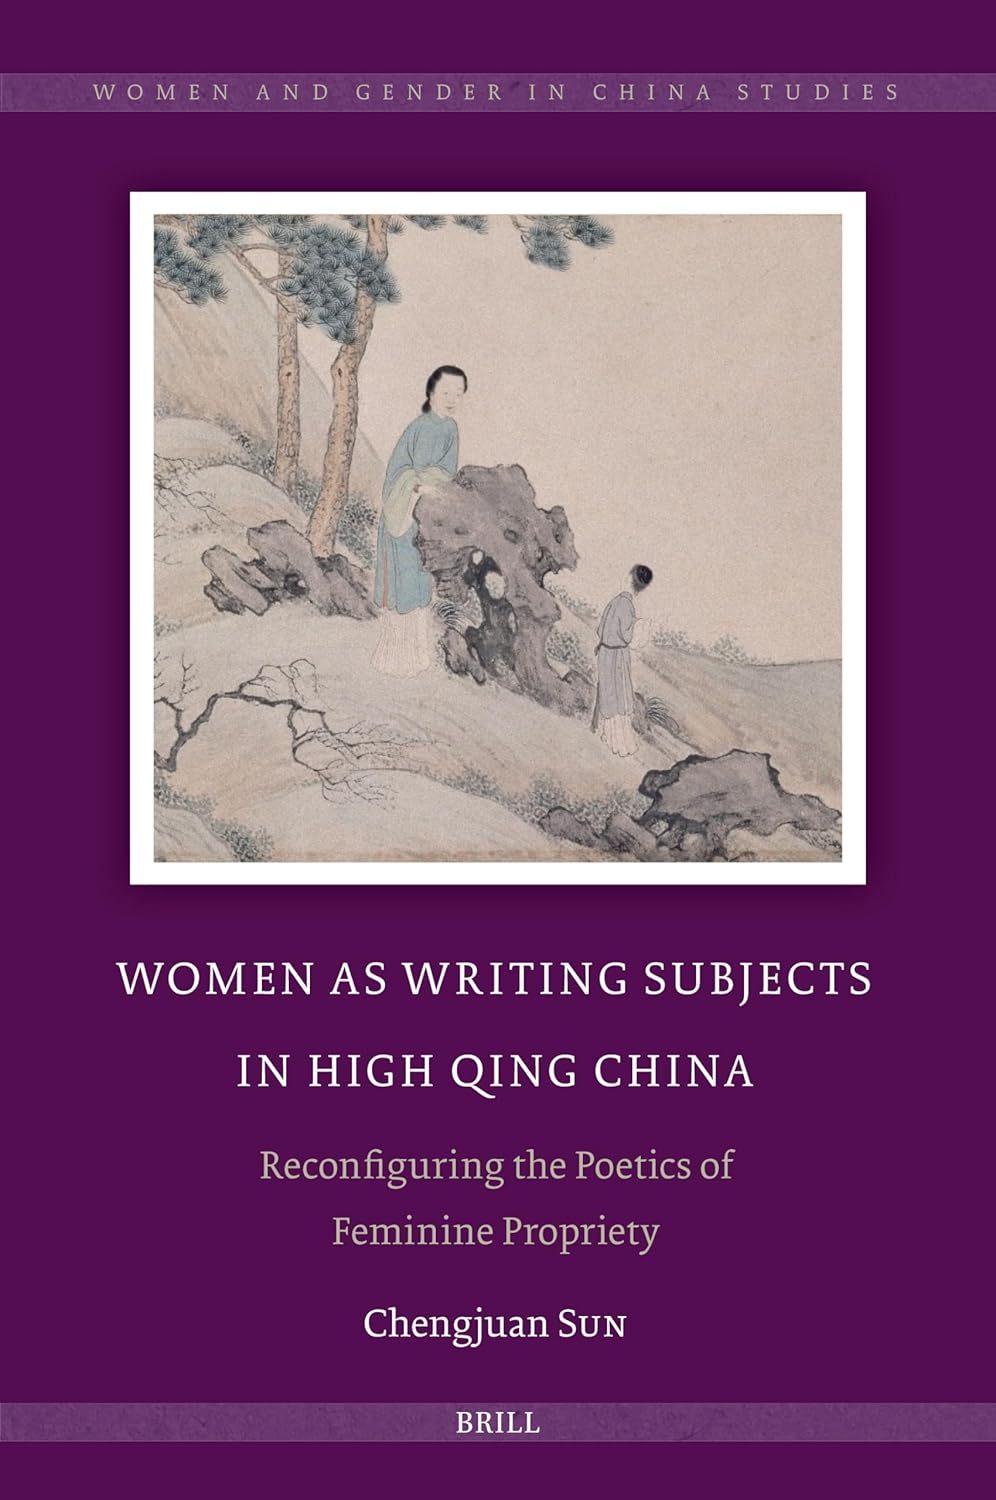 WOMEN AND GENDER IN CHINA STUDIES
WOMEN AS WRITING SUBJECTS
IN HIGH QING CHINA
Reconfiguring the Poetics of
Feminine Propriety
Chengjuan SUN
BRILL